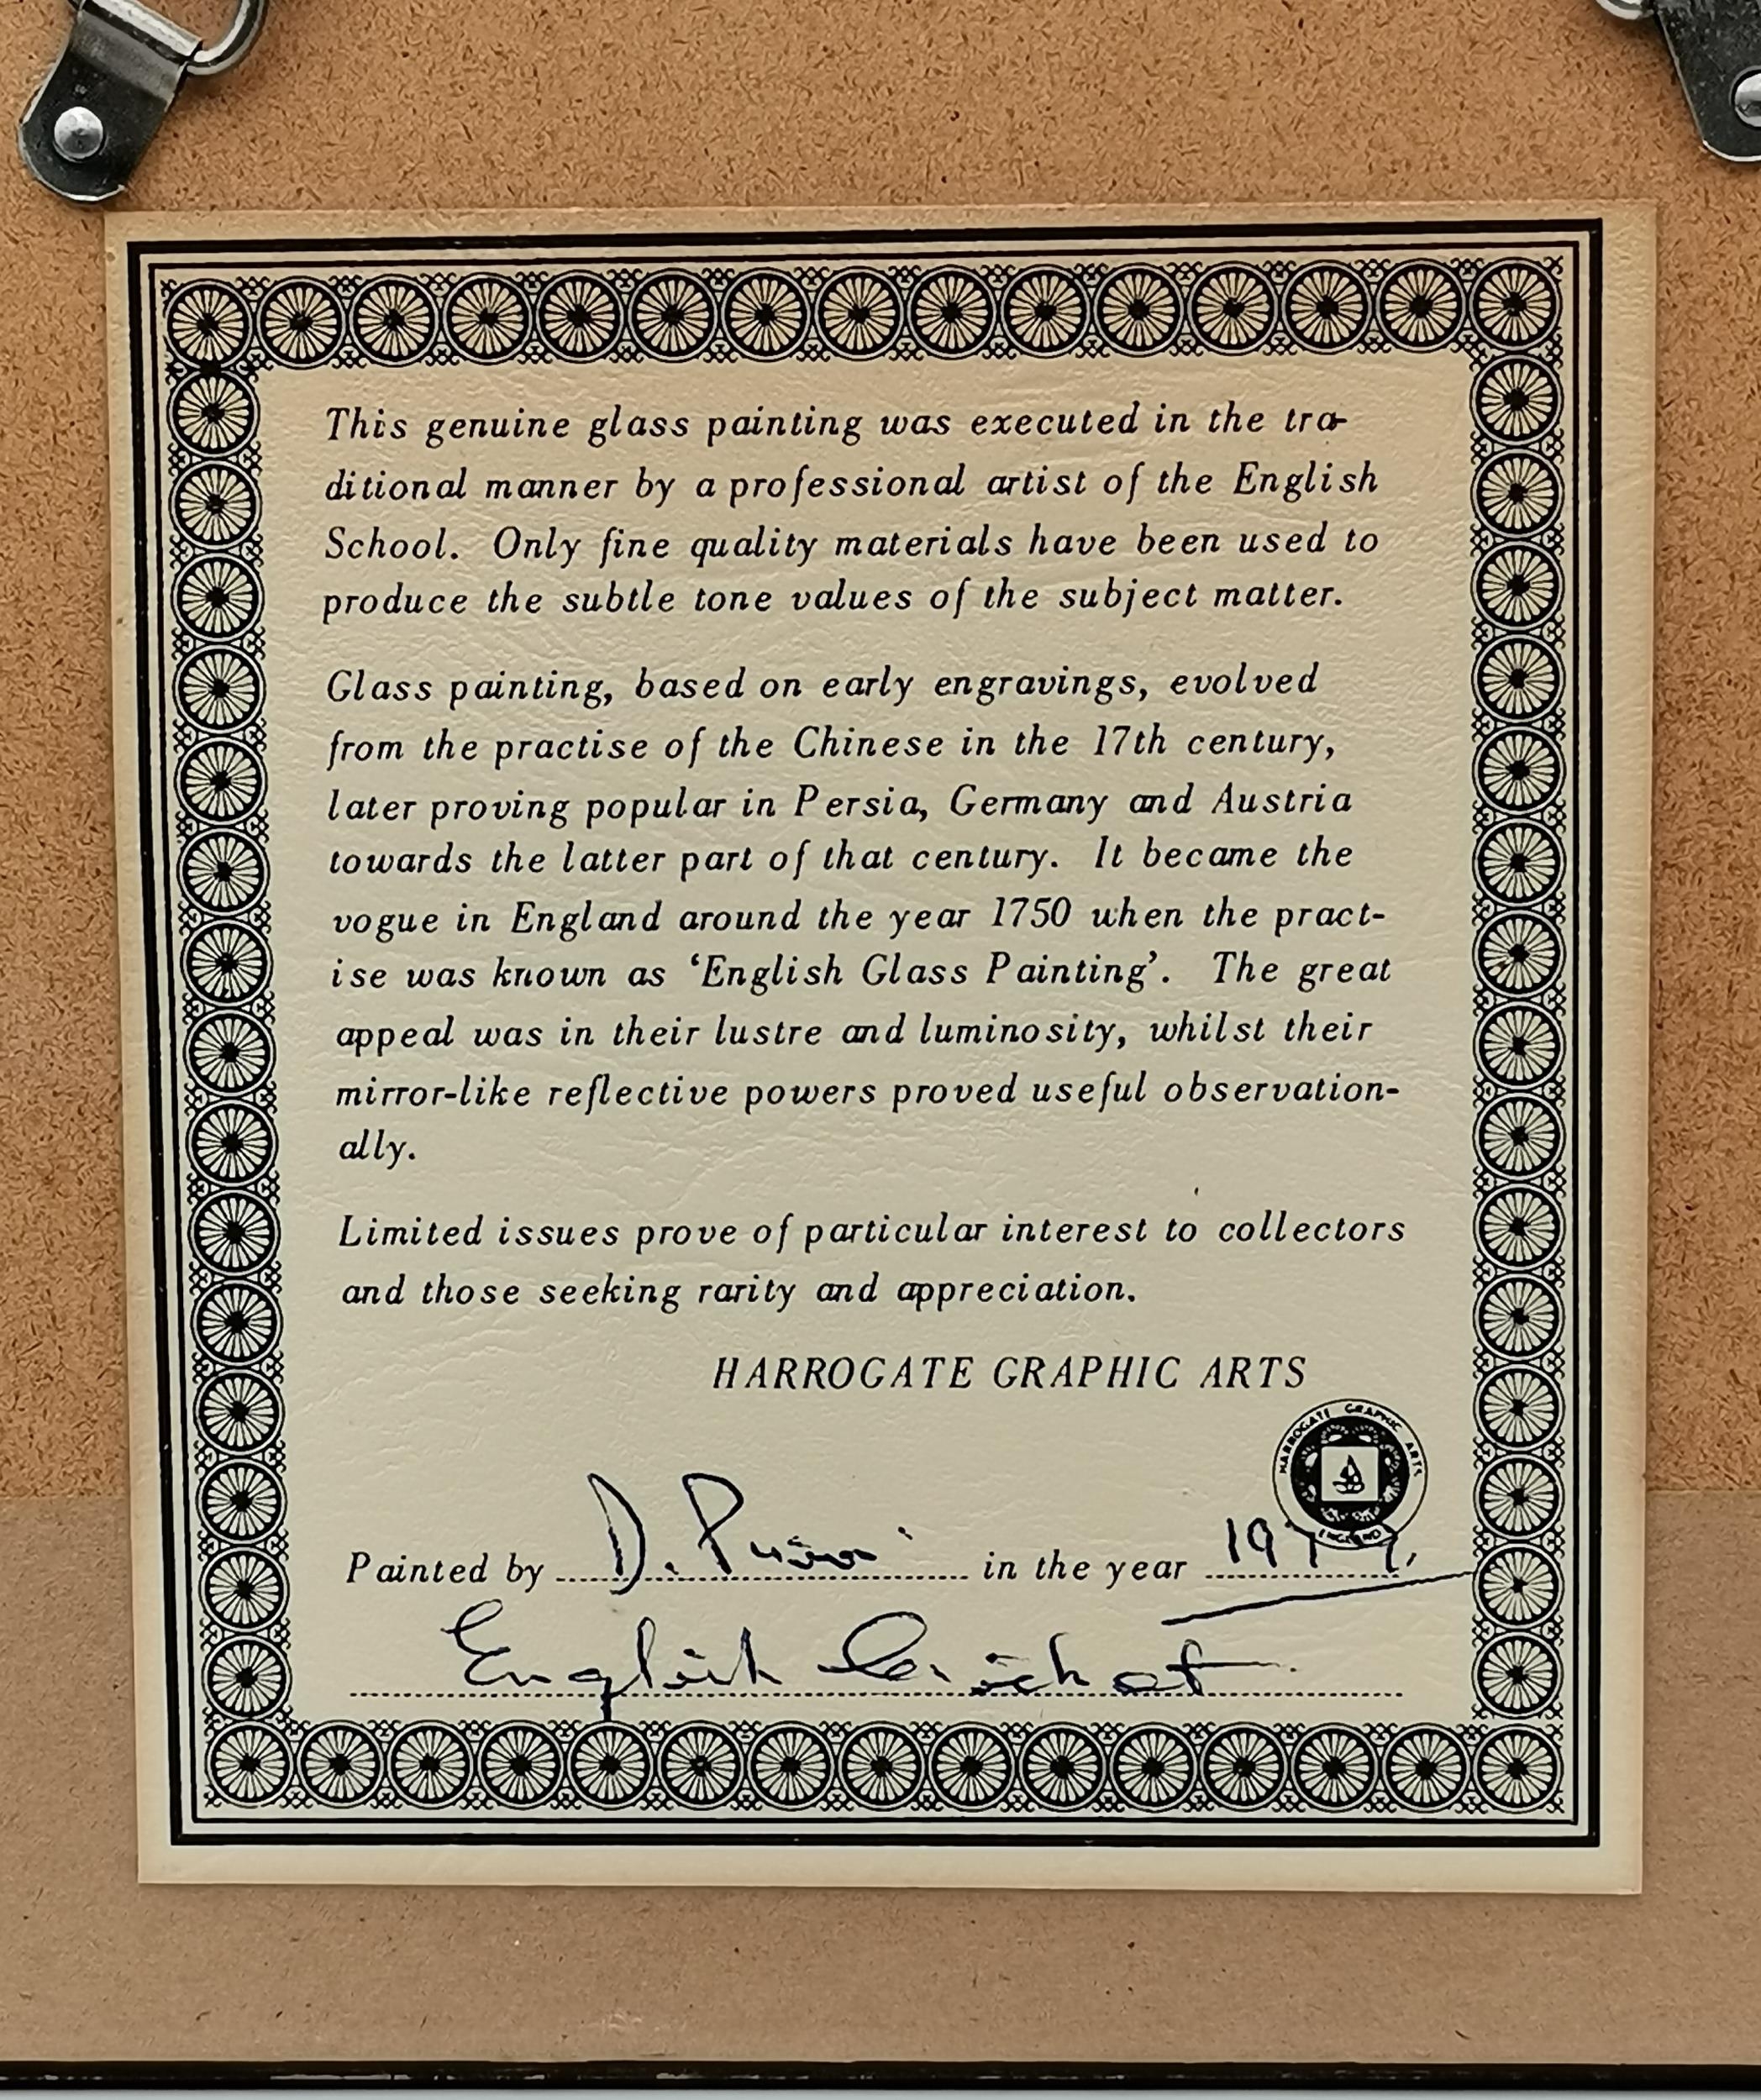 This genuine glass painting was executed in the tra-
ditional manner by a professional artist of the English
School. Only fine quality materials have been used to
produce the subtle tone values of the subject matter.
Glass painting, based on early engravings, evolved
from the practise of the Chinese in the 17th century,
later proving popular in Persia, Germany and Austria
towards the latter part of that century. It became the
vogue in England around the year 1750 when the pract-
ise was known as ‘English Glass Painting’. The great
appeal was in their lustre and luminosity, whilst their
mirror-like reflective powers proved useful observation-
ally.
Limited issues prove of particular interest to collectors
and those seeking rarity and appreciation.
HARROGATE GRAPHIC ARTS
HARROGATE GRAPHIC ARTS
ENGLAND
Painted by D. in the year
English